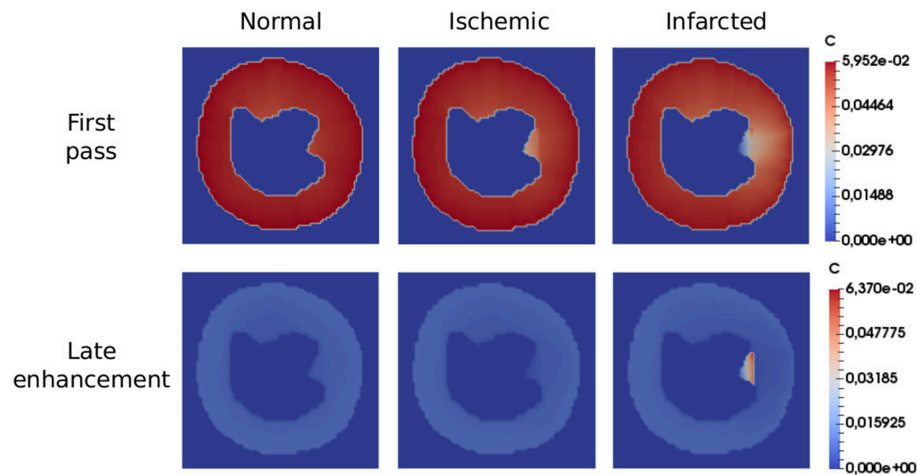 Normal
Ischemic
Infarcted
First
pass
C
5,952e-02
0,04464
0,02976
0,01488
0,000e+00
Late
enhancement
C
6,370e-02
0,047775
0,03185
0,015925
0,000e+00